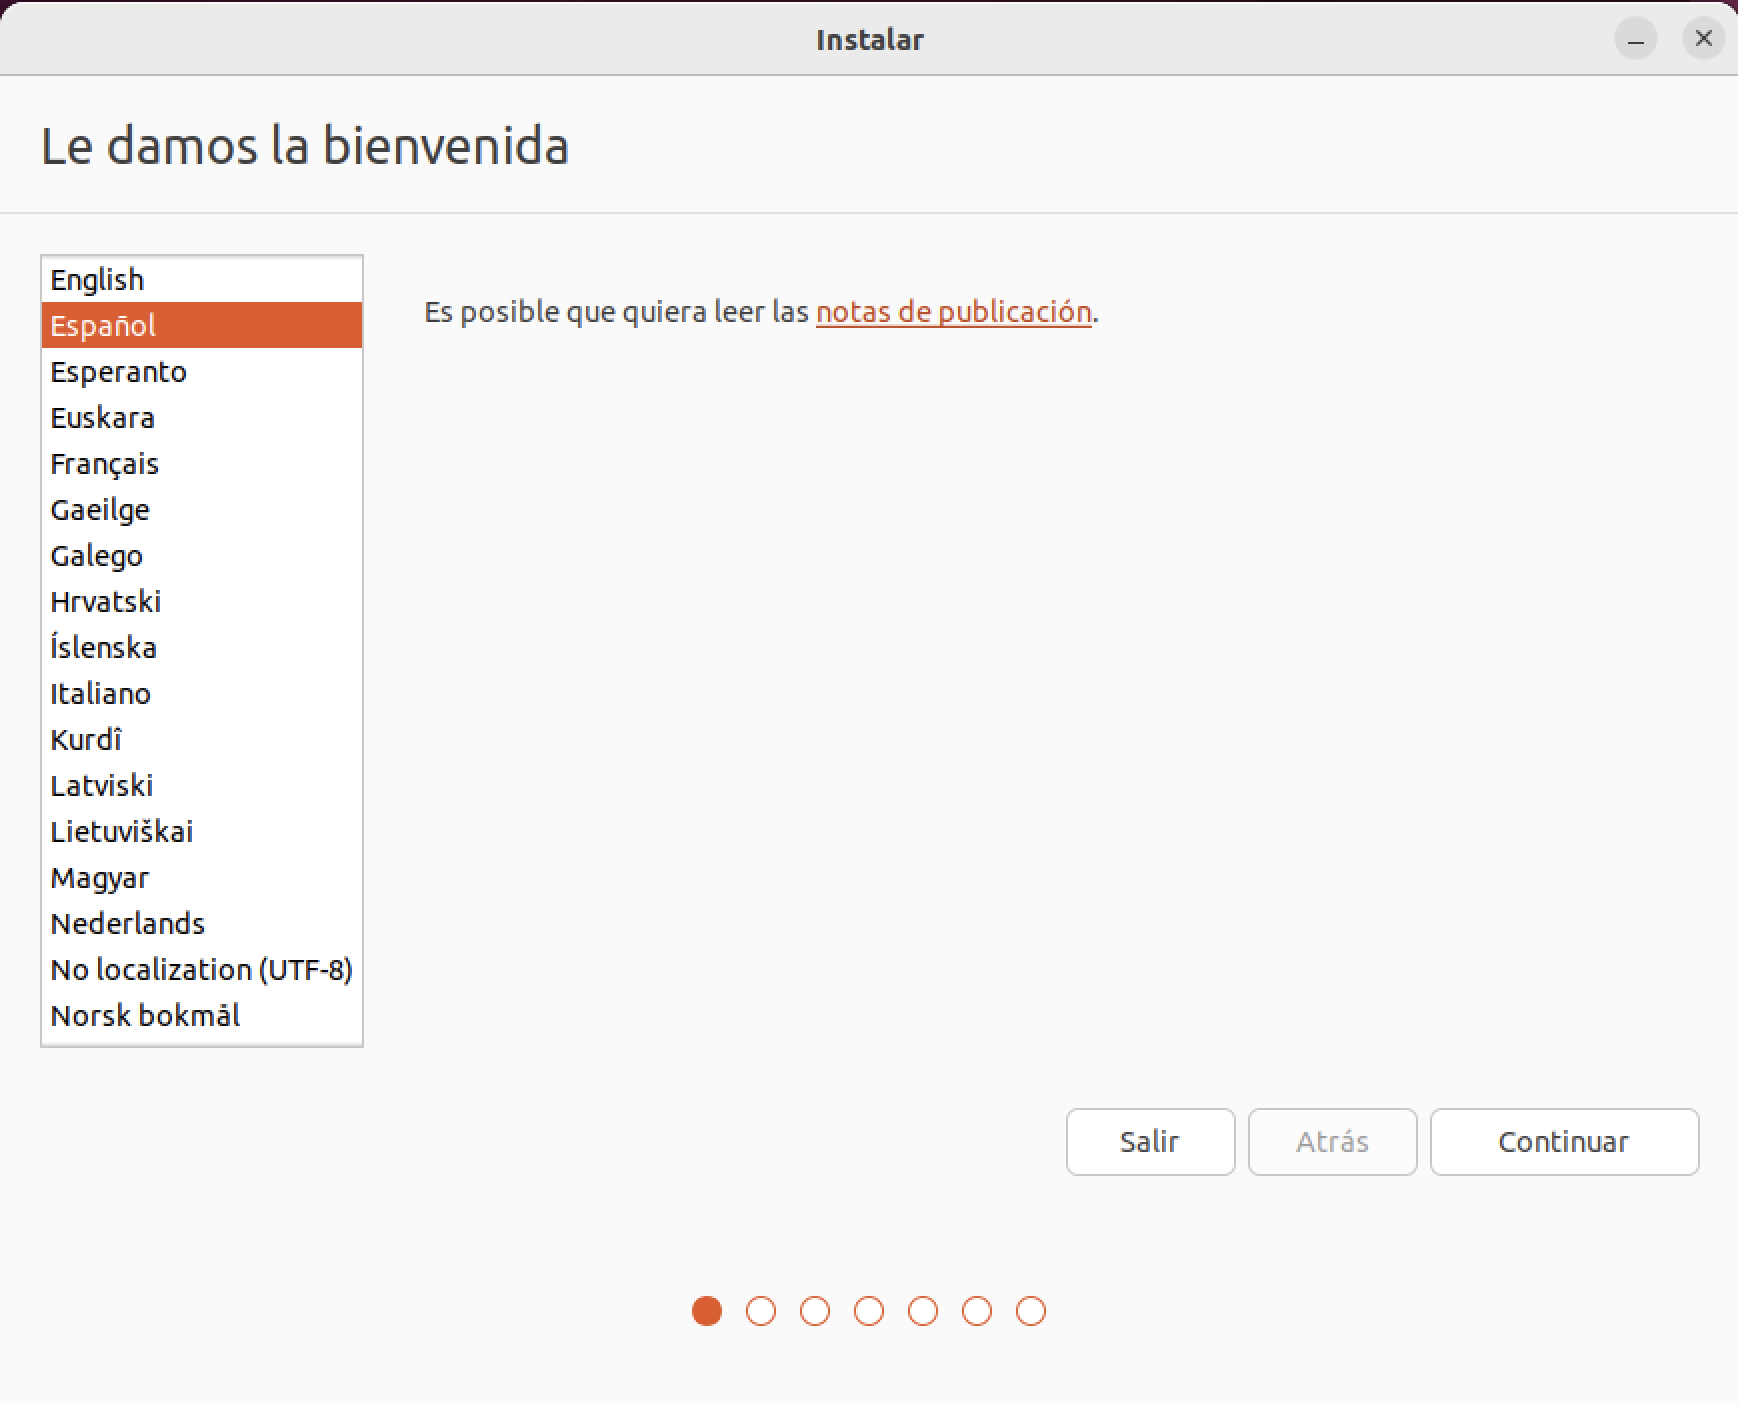 Instalar
Le damos la bienvenida
English
Español
Esperanto
Euskara
Français
Gaeilge
Galego
Hrvatski
Íslenska
Italiano
Kurdî
Latviski
Lietuviškai
Magyar
Nederlands
No localization (UTF-8)
Norsk bokmål
Es posible que quiera leer las notas de publicación.
Salir
Atrás
Continuar